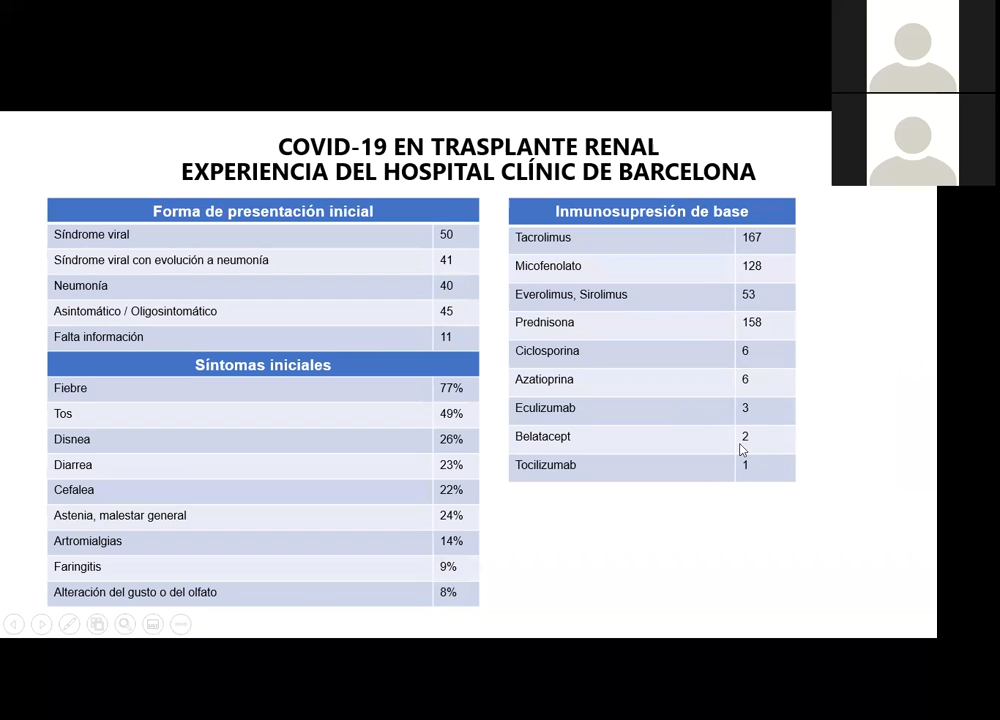 COVID-19 EN TRASPLANTE RENAL
EXPERIENCIA DEL HOSPITAL CLÍNIC DE BARCELONA
Forma de presentación inicial
Síndrome viral 50
Síndrome viral con evolución a neumonía 41
Neumonía 40
Asintomático / Oligosintomático 45
Falta información 11
Síntomas iniciales
Fiebre 77%
Tos 49%
Disnea 26%
Diarrea 23%
Cefalea 22%
Astenia, malestar general 24%
Artromialgias 14%
Faringitis 9%
Alteración del gusto o del olfato 8%
Inmunosupresión de base
Tacrolimus 167
Micofenolato 128
Everolimus, Sirolimus 53
Prednisona 158
Ciclosporina 6
Azatioprina 6
Eculizumab 3
Belatacept 2
Tocilizumab 1